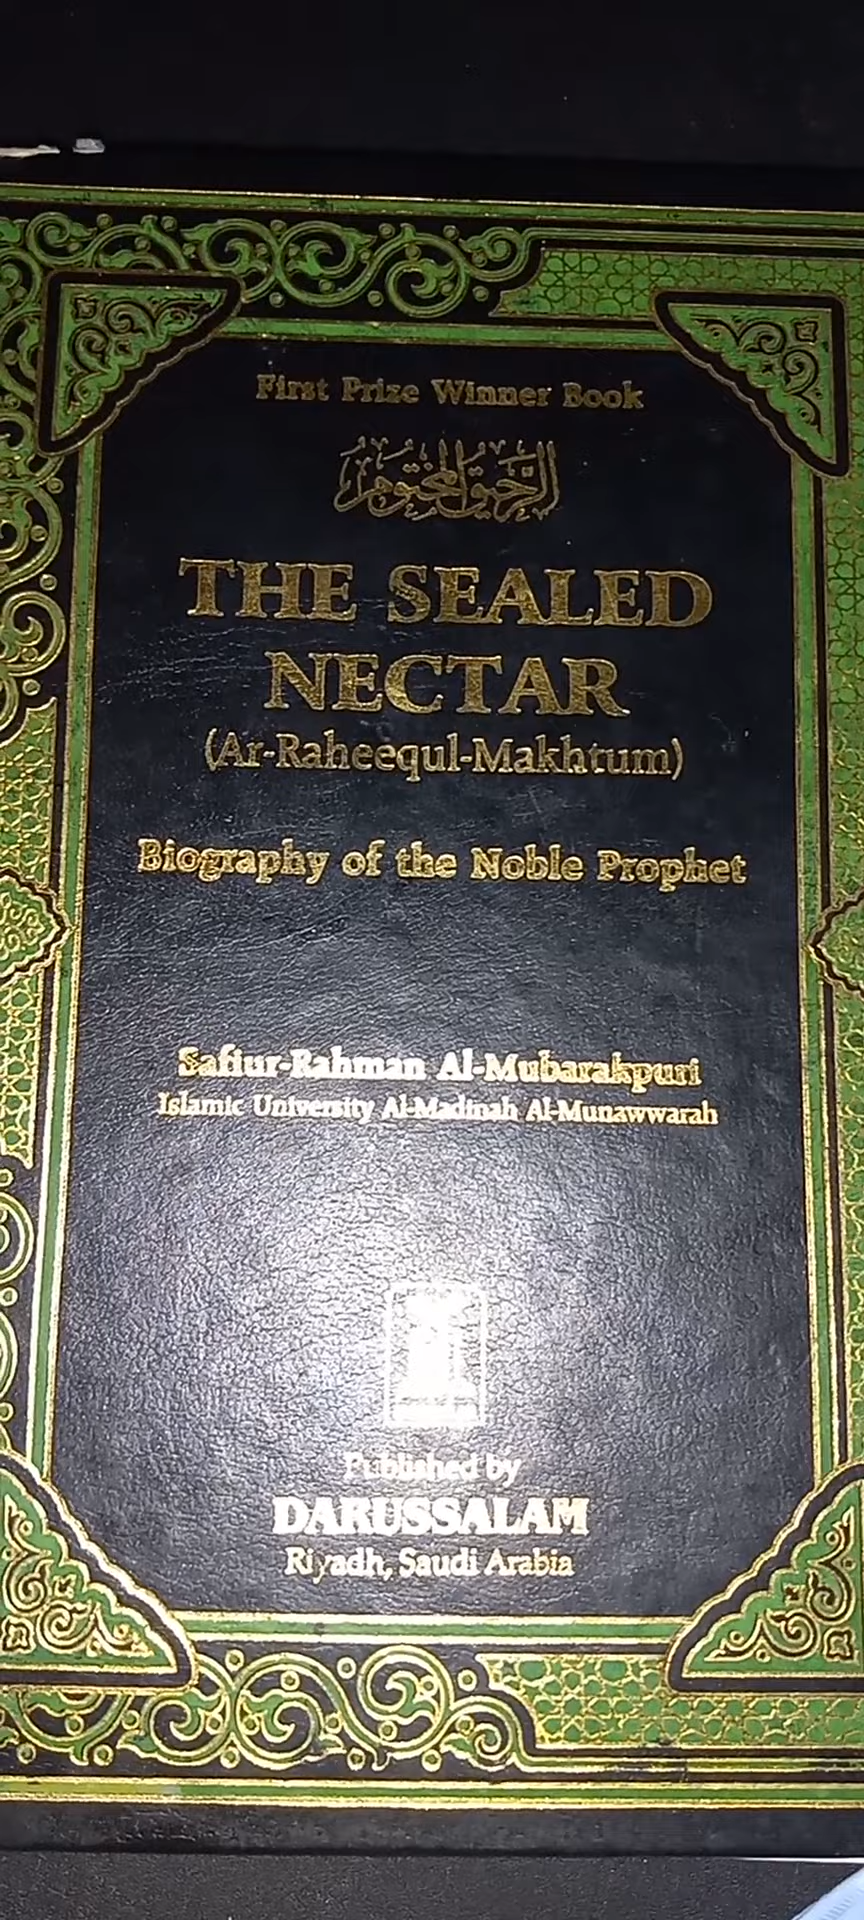 First Prize Winner Book
الرحيق المختوم
THE SEALED
NECTAR
(Ar-Raheequl-Makhtum)
Biography of the Noble Prophet
Safiur-Rahman Al-Mubarakpuri
Islamic University Al-Madinah Al-Munawwarah
Published by
DARUSSALAM
Riyadh, Saudi Arabia